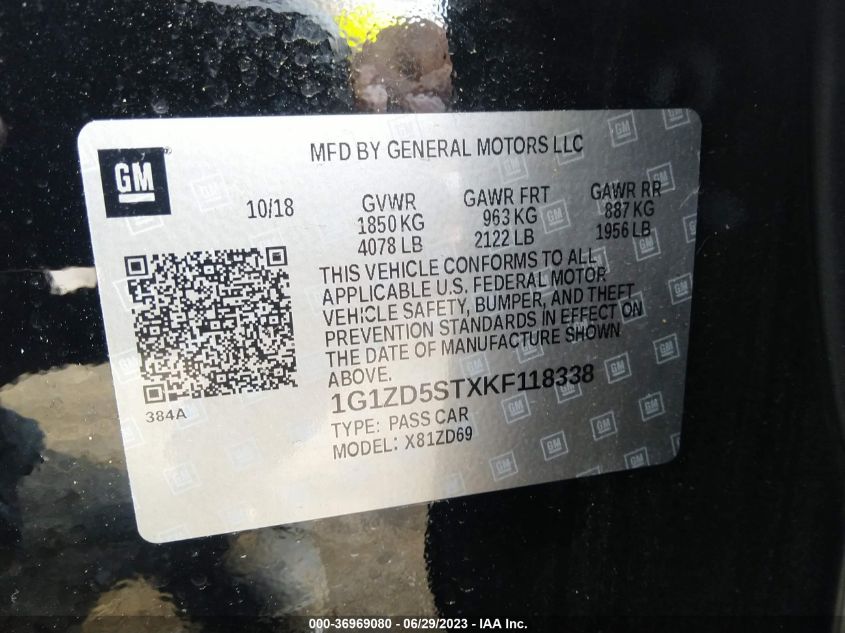 MFD BY GENERAL MOTORS LLC
GM
10/18
GVWR
1850 KG
4078 LB
GAWR FRT
963 KG
2122 LB
GAWR RR
887 KG
1956 LB
THIS VEHICLE CONFORMS TO ALL
APPLICABLE U.S. FEDERAL MOTOR
VEHICLE SAFETY, BUMPER, AND THEFT
PREVENTION STANDARDS IN EFFECT ON
THE DATE OF MANUFACTURE SHOWN
ABOVE.
384A
1G1ZD5STXKF118338
TYPE: PASS CAR
MODEL: X81ZD69
000-36969080 - 06/29/2023 - IAA Inc.